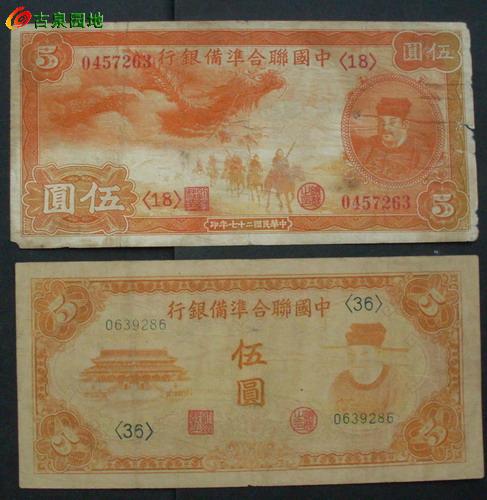 古泉园地
行銀備準合聯國中 〈18〉
0457263
伍圓
圓伍
〈18〉
0457263
印年七十二國民華中
行銀備準合聯國中 〈36〉
0639286
伍
圓
0639286
〈36〉